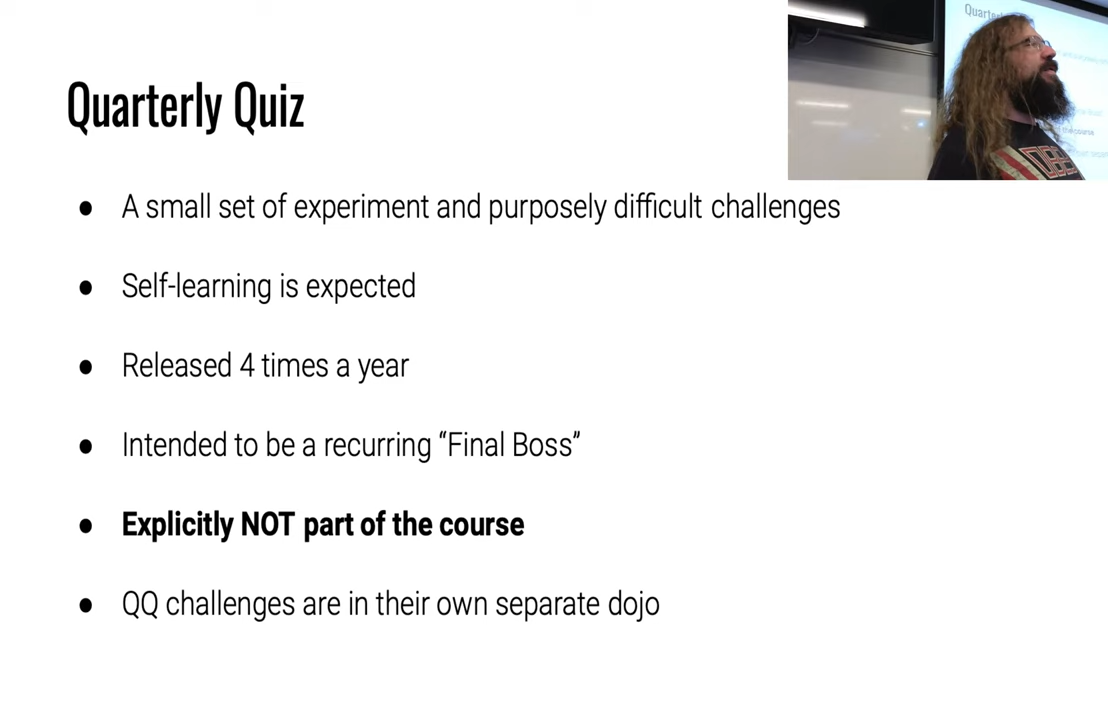 Quarterly Quiz
● A small set of experiment and purposely difficult challenges
● Self-learning is expected
● Released 4 times a year
● Intended to be a recurring “Final Boss”
● Explicitly NOT part of the course
● QQ challenges are in their own separate dojo